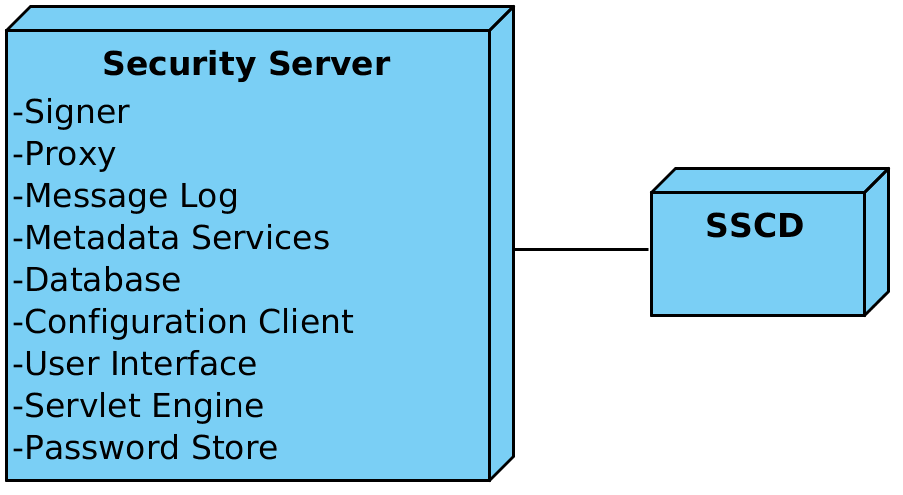 Security Server
-Signer
-Proxy
-Message Log
-Metadata Services
-Database
-Configuration Client
-User Interface
-Servlet Engine
-Password Store
SSCD